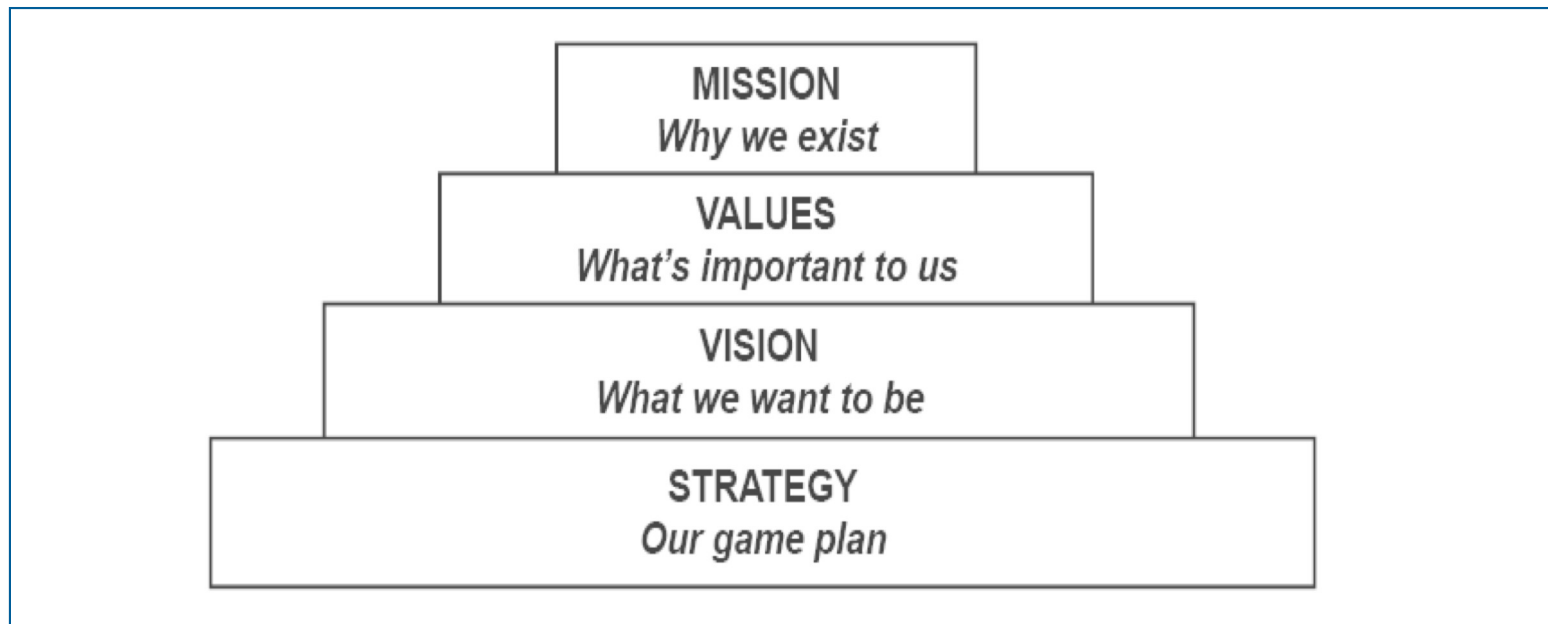 MISSION
Why we exist
VALUES
What’s important to us
VISION
What we want to be
STRATEGY
Our game plan